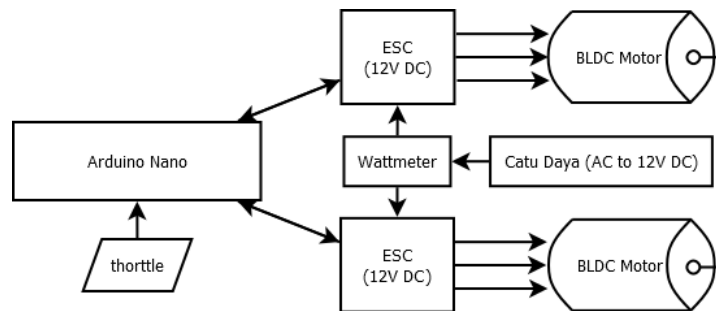 ESC
(12V DC)
BLDC Motor
Arduino Nano
Wattmeter
Catu Daya (AC to 12V DC)
thorttle
ESC
(12V DC)
BLDC Motor